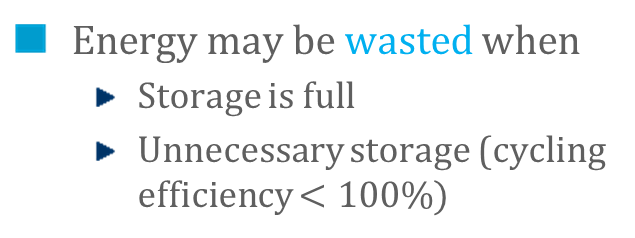 Energy may be wasted when
Storage is full
Unnecessary storage (cycling
efficiency < 100%)